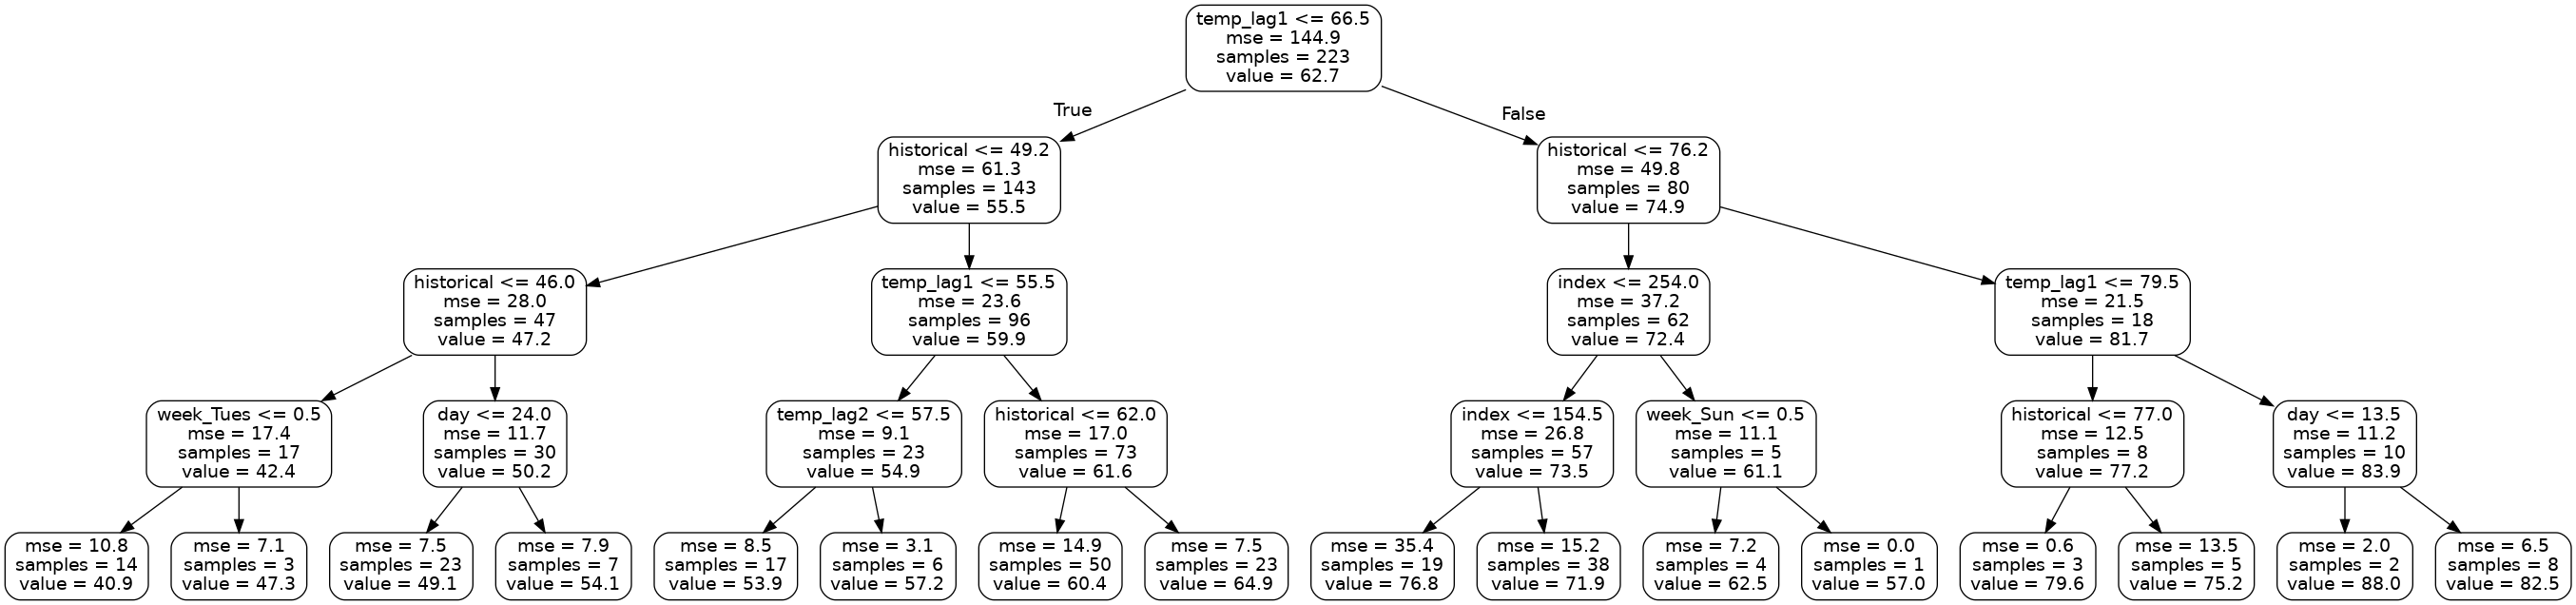 temp_lag1 <= 66.5
mse = 144.9
samples = 223
value = 62.7
True
False
historical <= 49.2
mse = 61.3
samples = 143
value = 55.5
historical <= 76.2
mse = 49.8
samples = 80
value = 74.9
historical <= 46.0
mse = 28.0
samples = 47
value = 47.2
temp_lag1 <= 55.5
mse = 23.6
samples = 96
value = 59.9
index <= 254.0
mse = 37.2
samples = 62
value = 72.4
temp_lag1 <= 79.5
mse = 21.5
samples = 18
value = 81.7
week_Tues <= 0.5
mse = 17.4
samples = 17
value = 42.4
day <= 24.0
mse = 11.7
samples = 30
value = 50.2
temp_lag2 <= 57.5
mse = 9.1
samples = 23
value = 54.9
historical <= 62.0
mse = 17.0
samples = 73
value = 61.6
index <= 154.5
mse = 26.8
samples = 57
value = 73.5
week_Sun <= 0.5
mse = 11.1
samples = 5
value = 61.1
historical <= 77.0
mse = 12.5
samples = 8
value = 77.2
day <= 13.5
mse = 11.2
samples = 10
value = 83.9
mse = 10.8
samples = 14
value = 40.9
mse = 7.1
samples = 3
value = 47.3
mse = 7.5
samples = 23
value = 49.1
mse = 7.9
samples = 7
value = 54.1
mse = 8.5
samples = 17
value = 53.9
mse = 3.1
samples = 6
value = 57.2
mse = 14.9
samples = 50
value = 60.4
mse = 7.5
samples = 23
value = 64.9
mse = 35.4
samples = 19
value = 76.8
mse = 15.2
samples = 38
value = 71.9
mse = 7.2
samples = 4
value = 62.5
mse = 0.0
samples = 1
value = 57.0
mse = 0.6
samples = 3
value = 79.6
mse = 13.5
samples = 5
value = 75.2
mse = 2.0
samples = 2
value = 88.0
mse = 6.5
samples = 8
value = 82.5